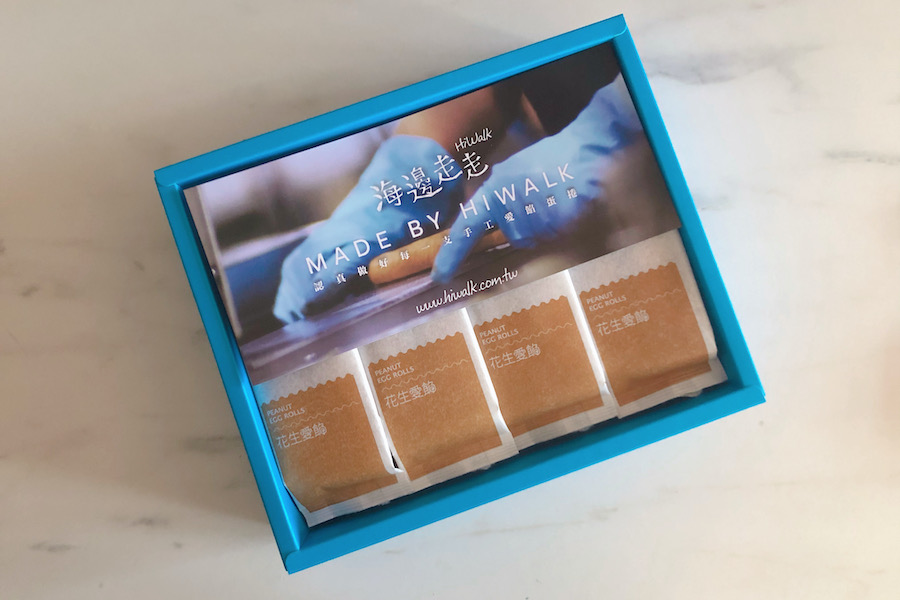 HiWalk
海邊走走
MADE BY HIWALK
認真做好每一支手工愛餡蛋捲
www.hiwalk.com.tw
PEANUT
EGG ROLLS
花生愛餡
PEANUT
EGG ROLLS
花生愛餡
PEANUT
EGG ROLLS
花生愛餡
PEANUT
EGG ROLLS
花生愛餡